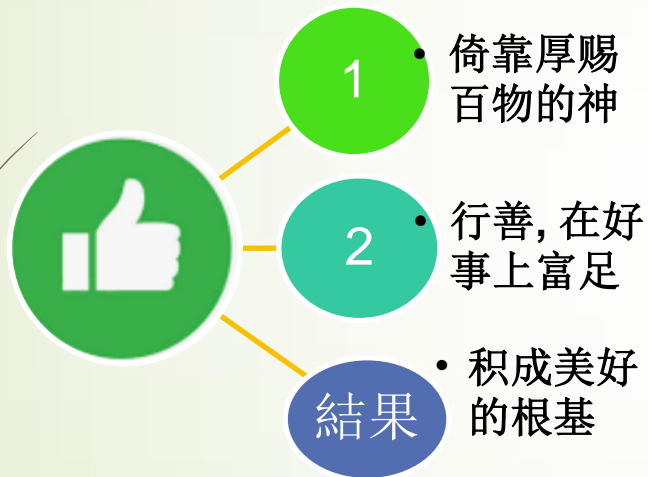 1
• 倚靠厚赐
百物的神
2
• 行善, 在好
事上富足
結果
• 积成美好
的根基